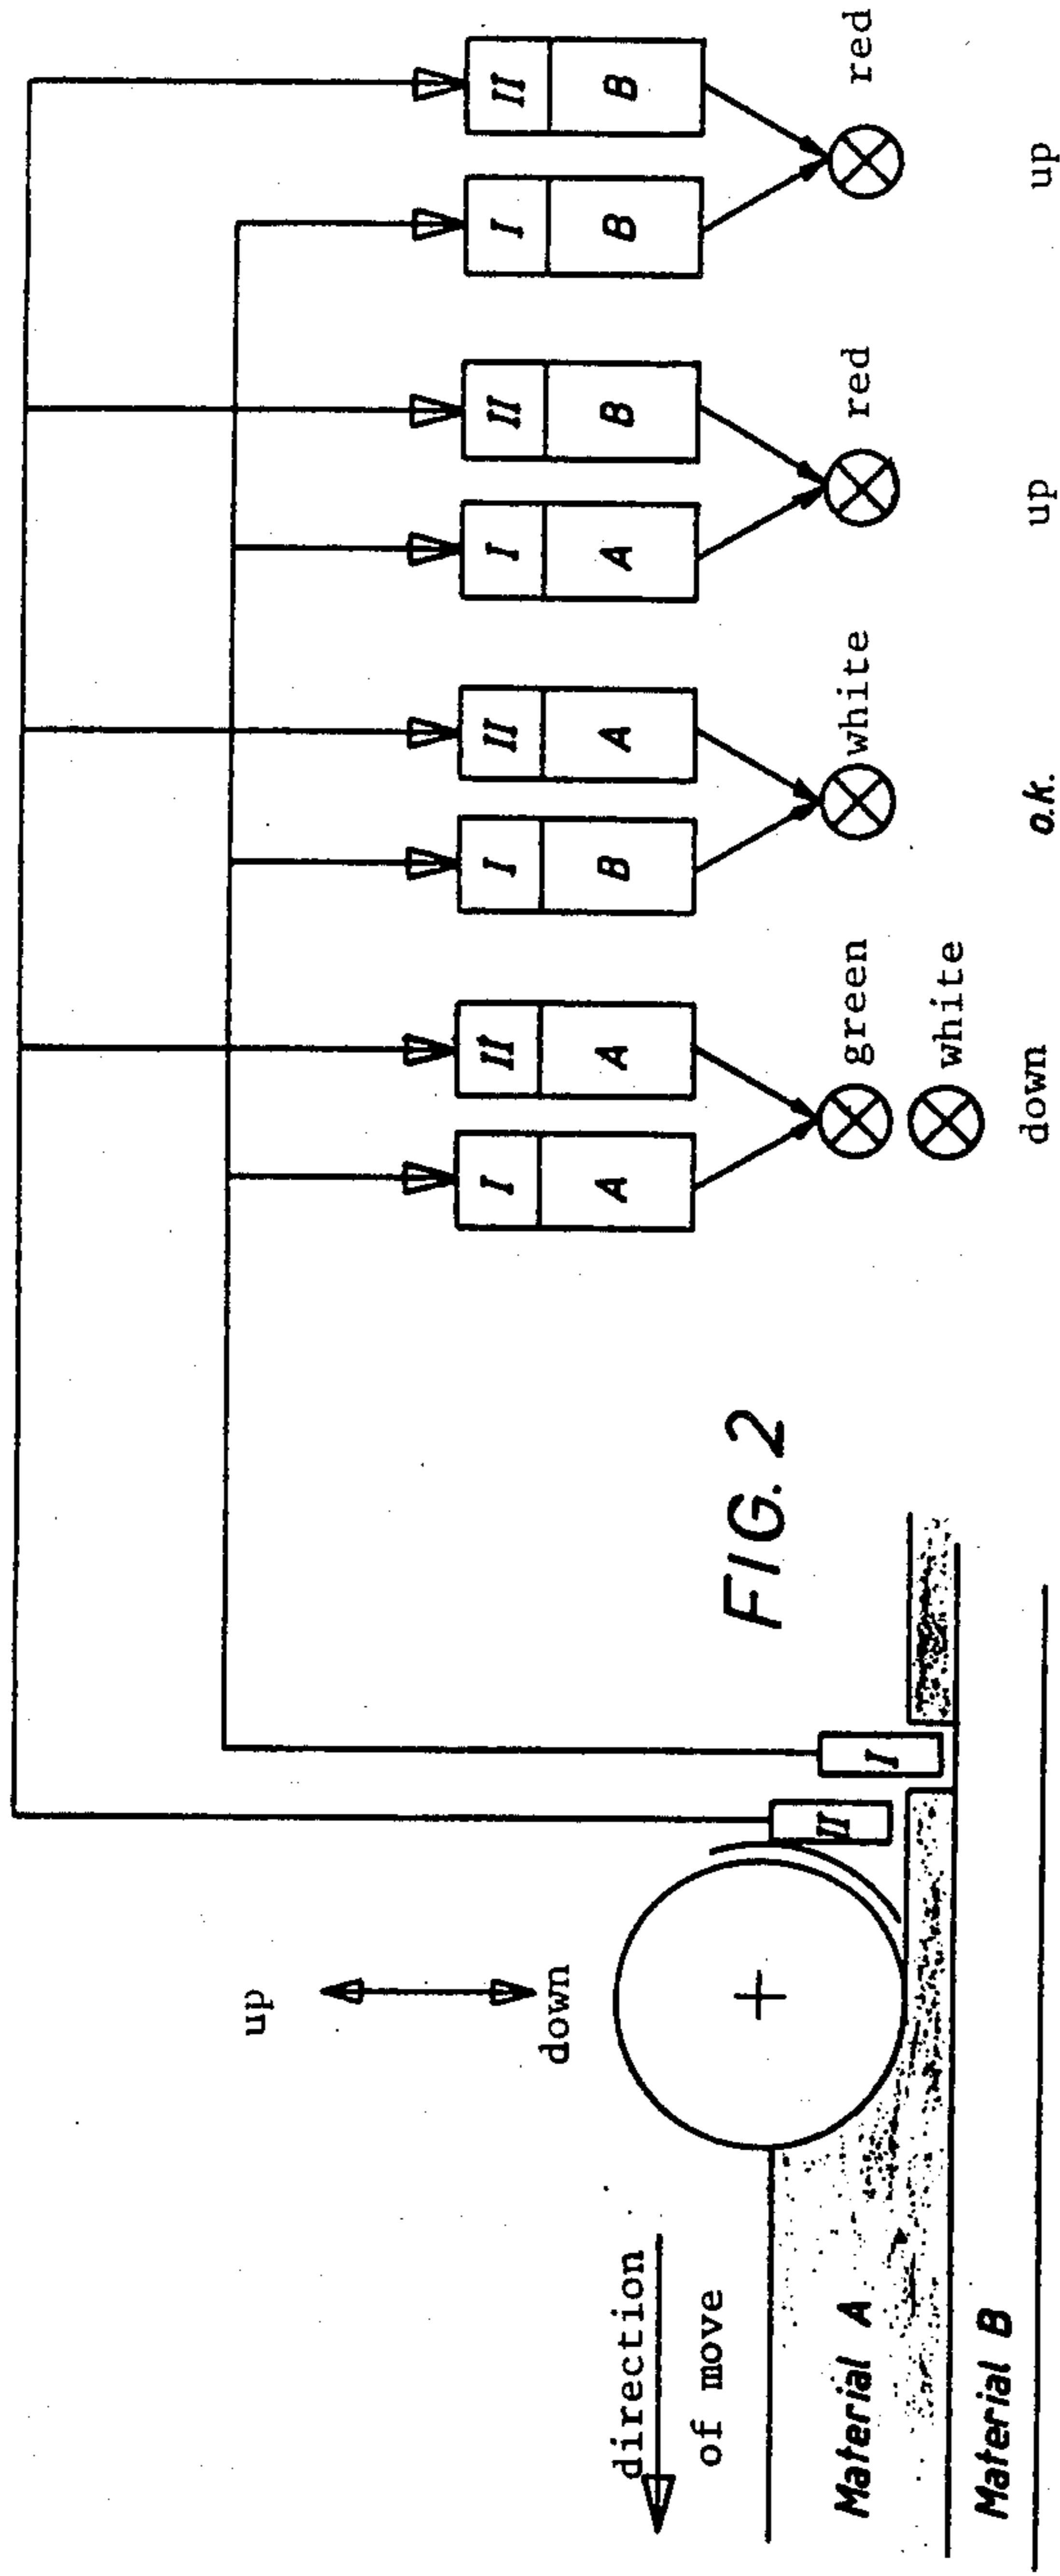 up
down
direction
of move
Material A
Material B
II
I
FIG. 2
I II
A A
green
white
down
I II
B A
white
o.k.
I II
A B
red
up
I II
B B
red
up